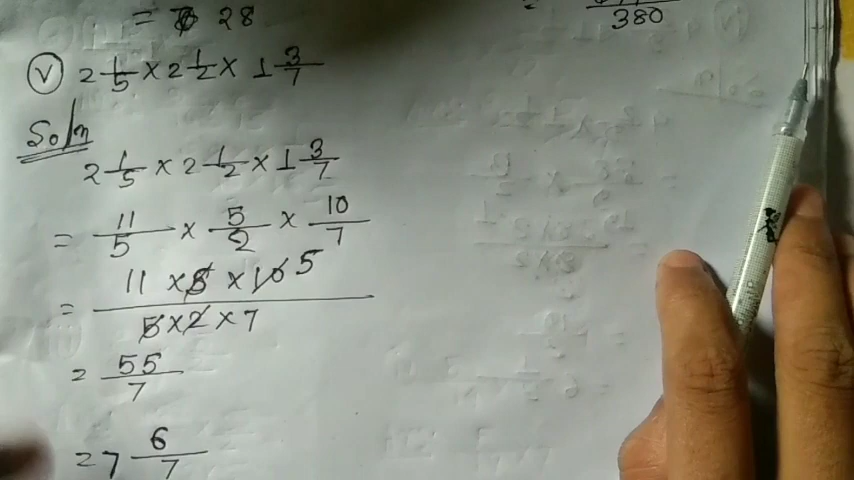 = 28
380
(V) 2 1/5 × 2 1/2 × 1 3/7
Soln
2 1/5 × 2 1/2 × 1 3/7
= 11/5 × 5/2 × 10/7
= 11 × 5 × 10 5 / 5 × 2 × 7
= 55/7
= 7 6/7